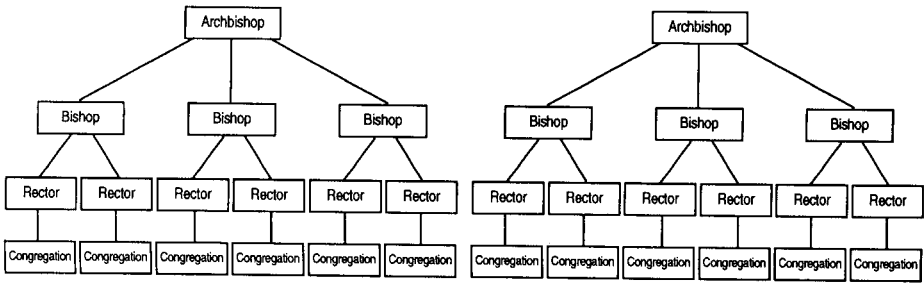 Archbishop Archbishop
Bishop Bishop Bishop Bishop Bishop Bishop
Rector Rector Rector Rector Rector Rector Rector Rector Rector Rector Rector Rector
Congregation Congregation Congregation Congregation Congregation Congregation Congregation Congregation Congregation Congregation Congregation Congregation